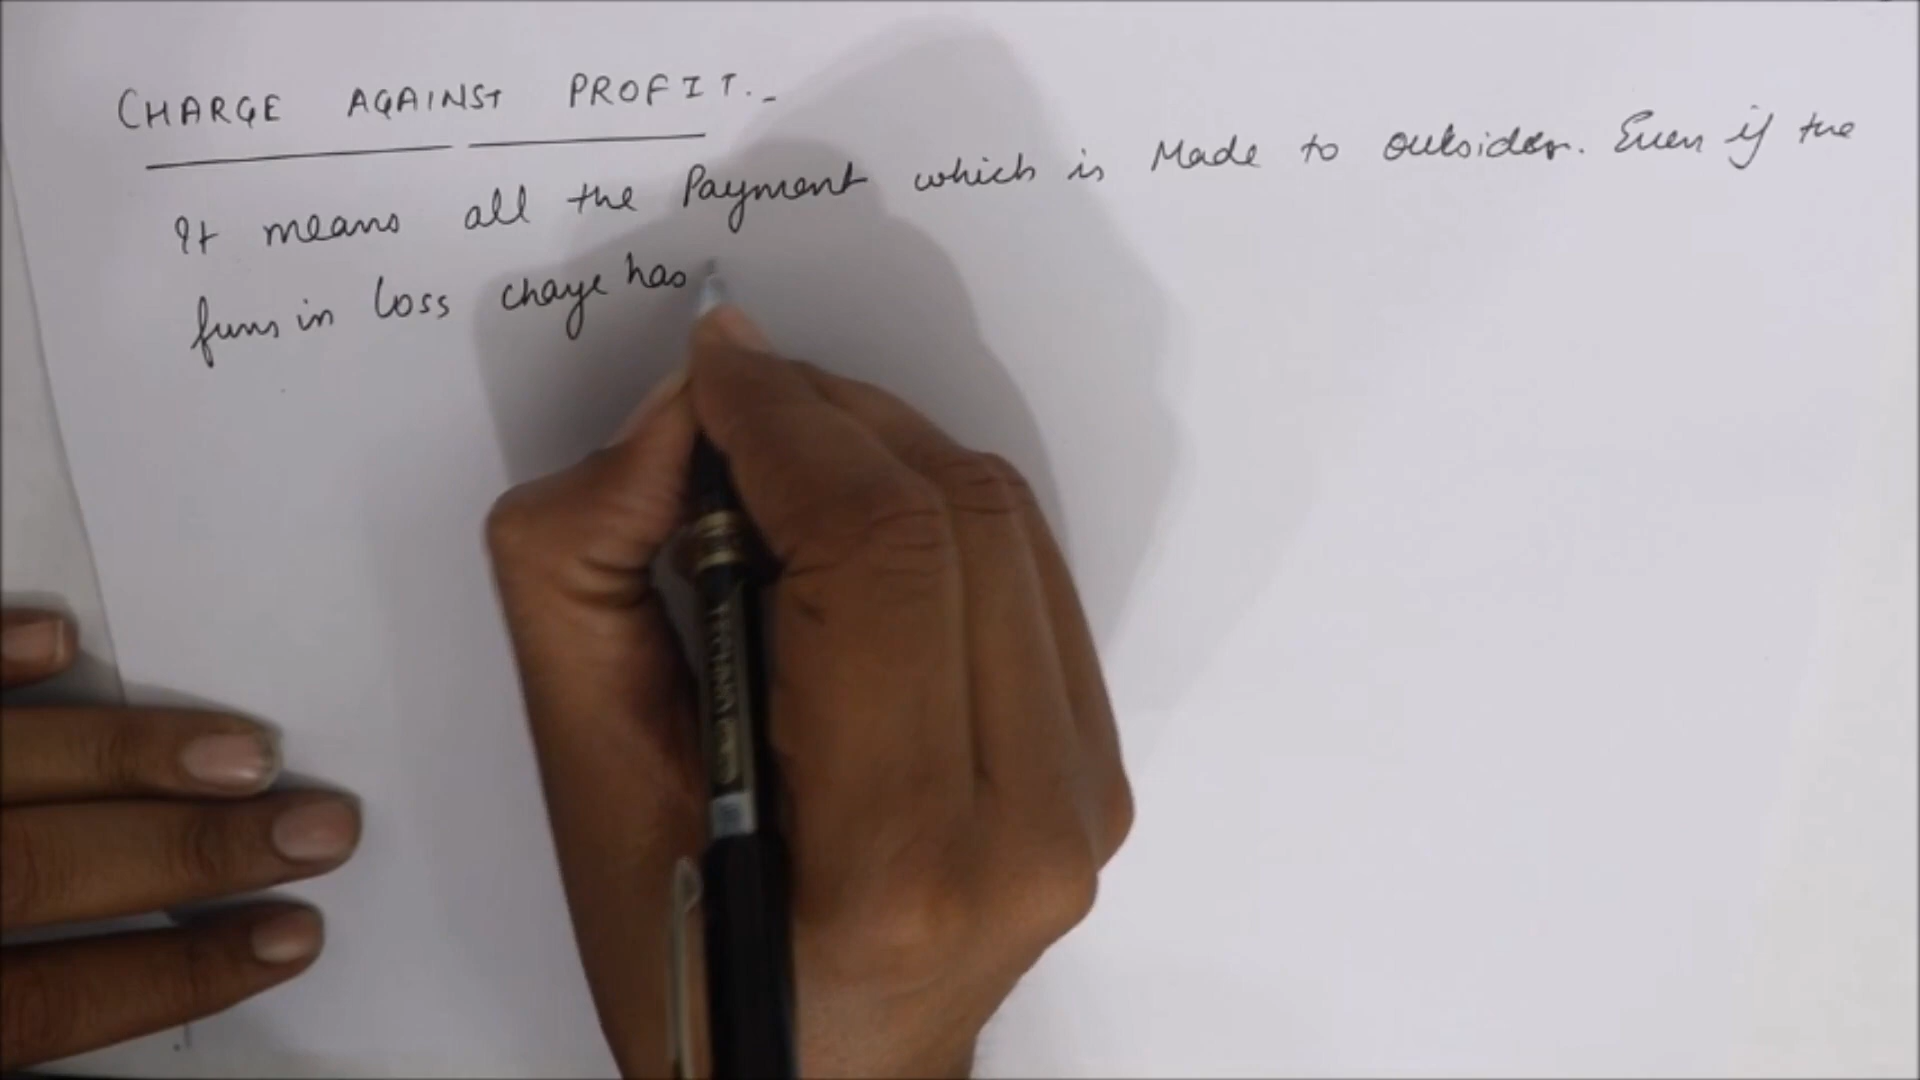 CHARGE AGAINST PROFIT.-
It means all the Payment which is Made to outsider. Even if the
firm in loss charge has